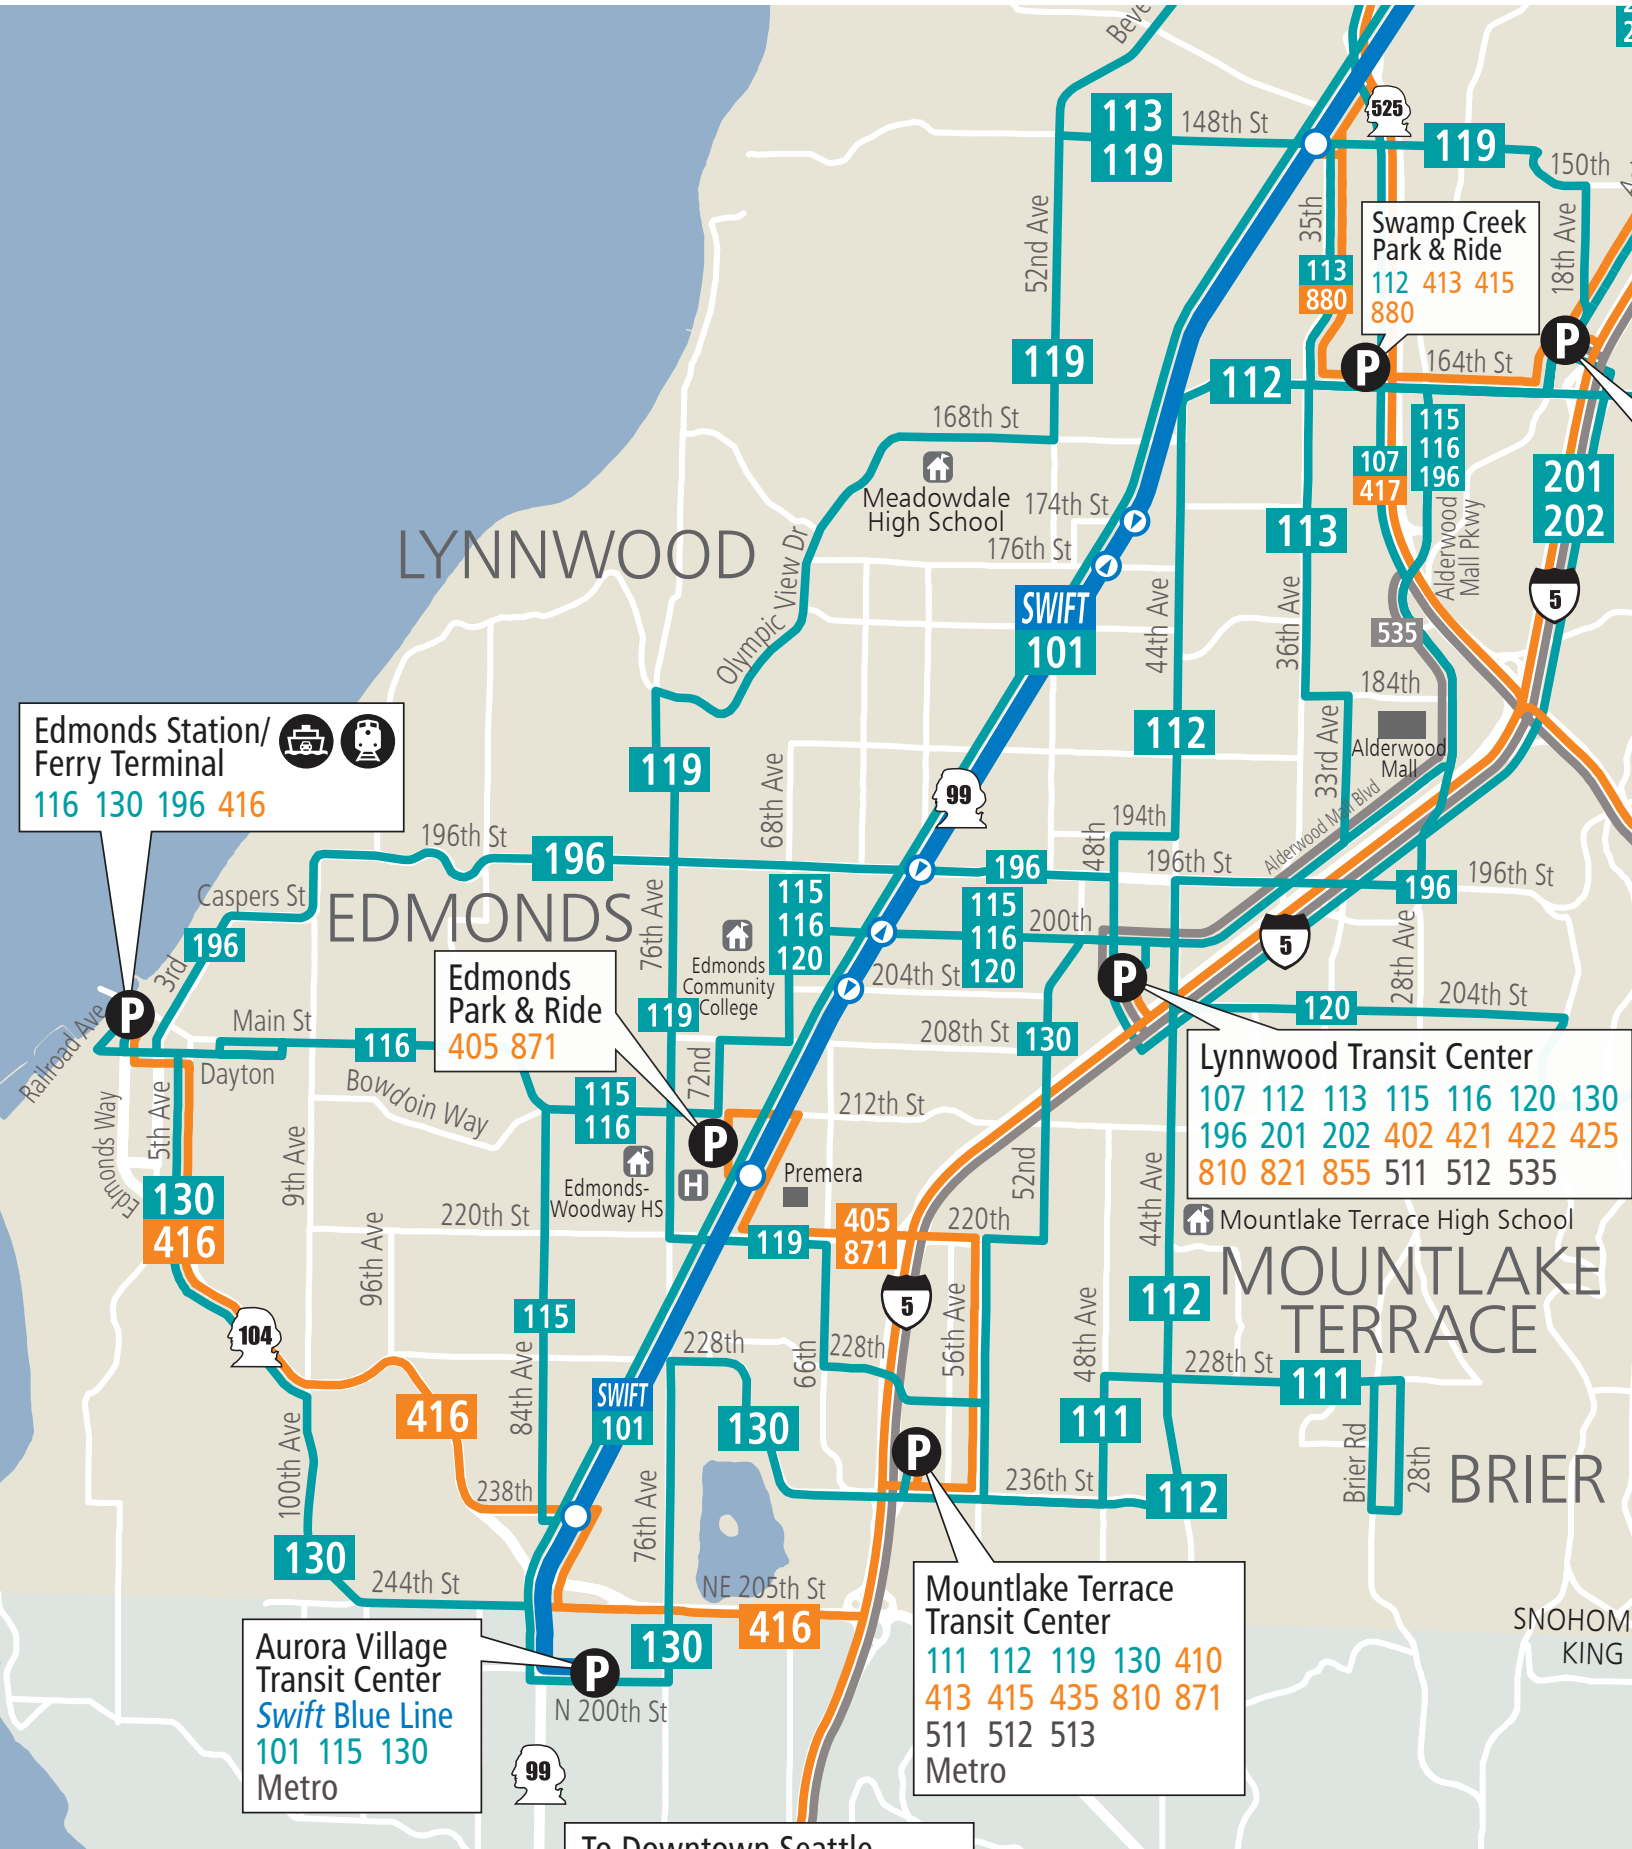 113
119
148th St
525
119
150th
52nd Ave
35th
Swamp Creek
Park & Ride
112 413 415
880
18th Ave
113
880
119
112
164th St
168th St
115
116
196
107
417
201
202
Meadowdale
High School
174th St
176th St
113
Alderwood
Mall Pkwy
LYNNWOOD
Olympic View Dr
5
SWIFT
101
44th Ave
36th Ave
535
184th
Edmonds Station/
Ferry Terminal
116 130 196 416
119
112
33rd Ave
Alderwood
Mall
68th Ave
99
Alderwood Mall Blvd
194th
48th
196th St
196
196
196th St
196
196th St
Caspers St
EDMONDS
76th Ave
115
116
120
115
116
120
200th
196
3rd
5
28th Ave
Edmonds
Community
College
204th St
Edmonds
Park & Ride
405 871
120
204th St
Railroad Ave
Main St
116
119
208th St
130
Dayton
Bowdoin Way
72nd
Lynnwood Transit Center
107 112 113 115 116 120 130
196 201 202 402 421 422 425
810 821 855 511 512 535
Edmonds Way
5th Ave
9th Ave
115
116
212th St
52nd
44th Ave
H
Premera
Edmonds-
Woodway HS
130
416
220th St
405
871
220th
119
Mountlake Terrace High School
MOUNTLAKE
TERRACE
96th Ave
5
56th Ave
48th Ave
112
104
115
228th
66th
228th
228th St
111
84th Ave
SWIFT
101
416
130
111
100th Ave
Brier Rd
28th
BRIER
238th
76th Ave
236th St
112
130
244th St
NE 205th St
416
Mountlake Terrace
Transit Center
111 112 119 130 410
413 415 435 810 871
511 512 513
Metro
130
Aurora Village
Transit Center
Swift Blue Line
101 115 130
Metro
N 200th St
KING
99
To Downtown Seattle